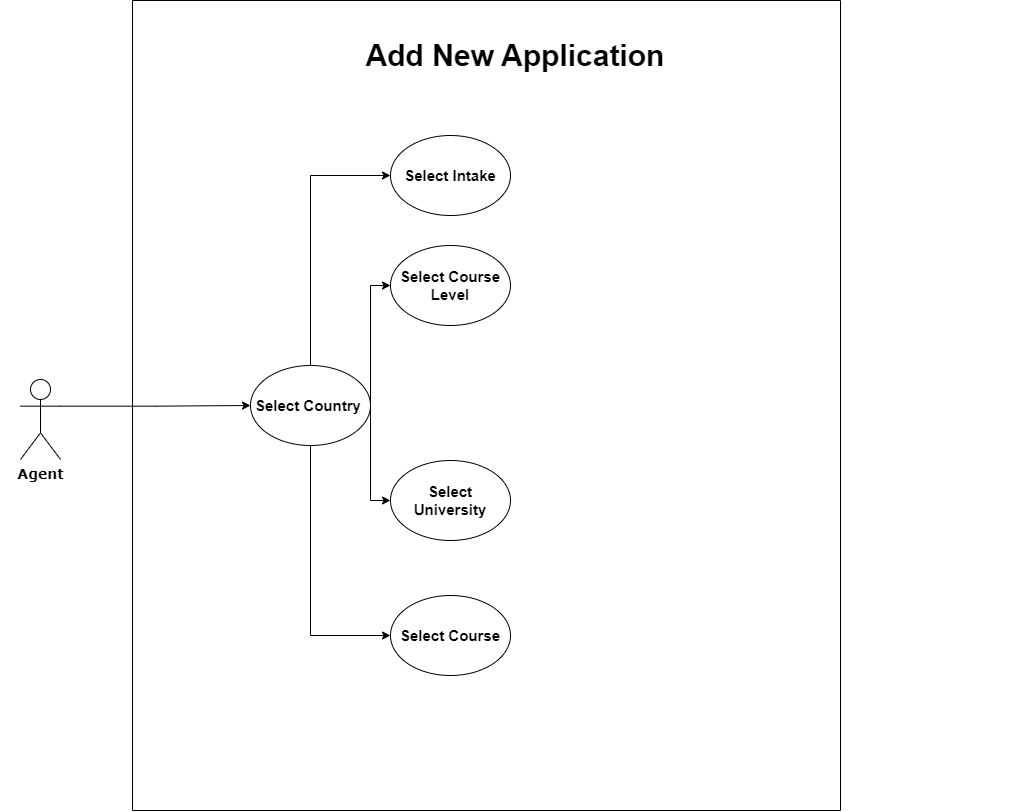 Add New Application
Select Intake
Select Course
Level
Select Country
Agent
Select
University
Select Course